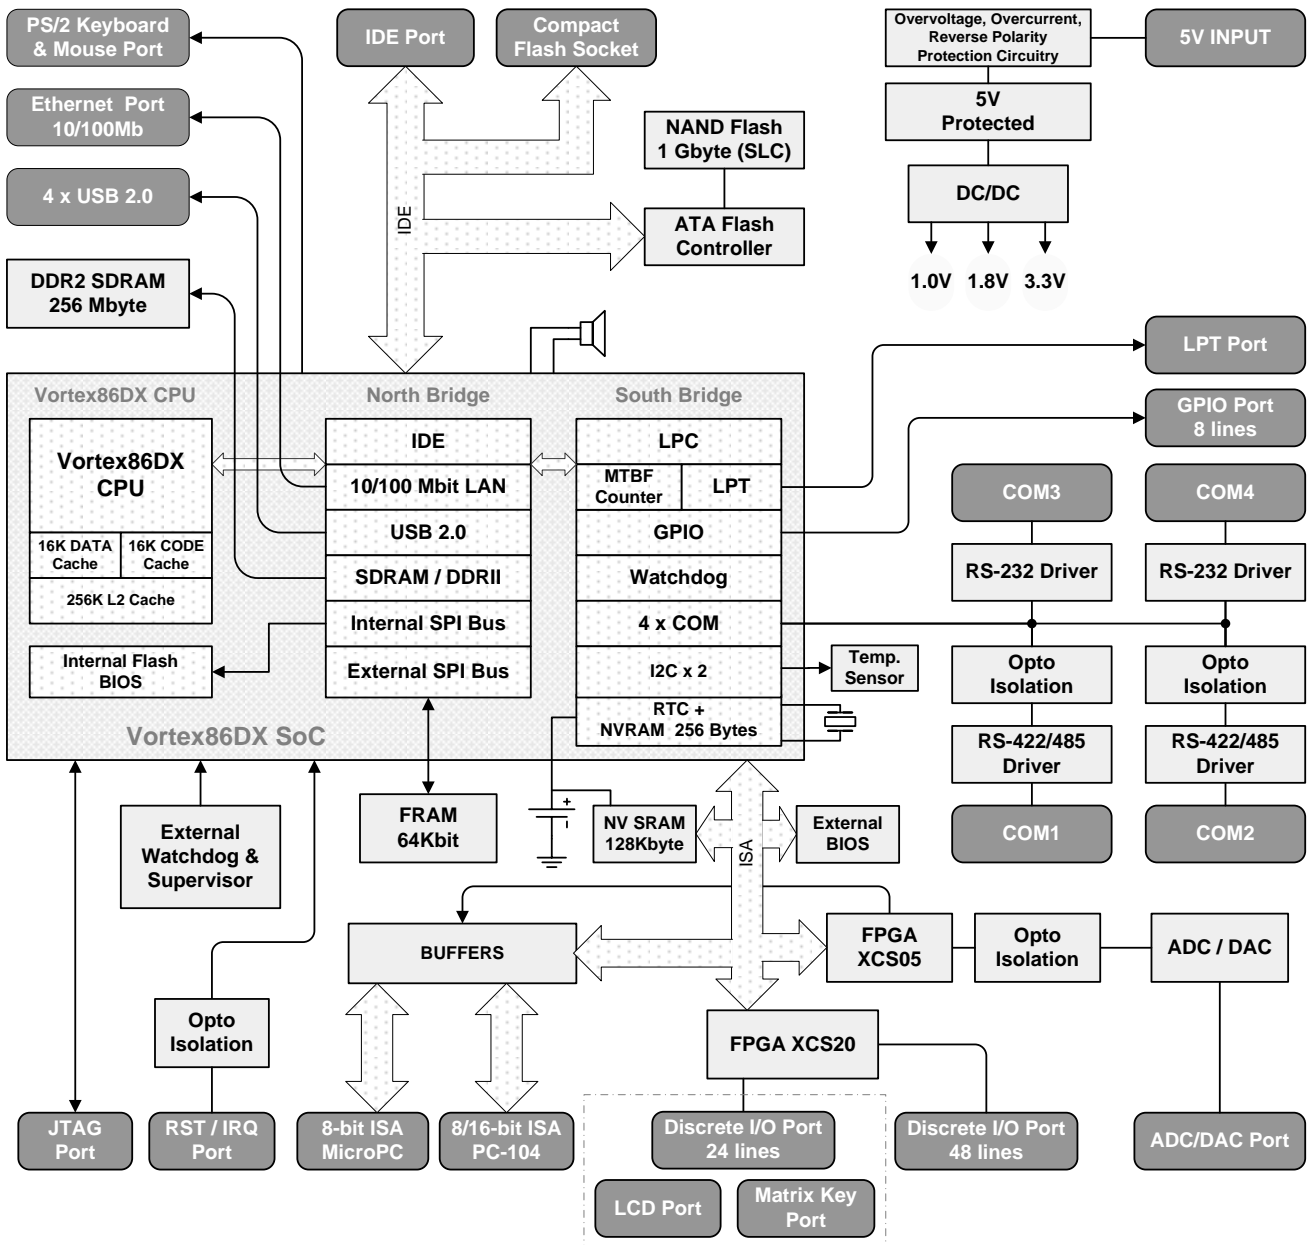 PS/2 Keyboard
& Mouse Port
IDE Port
Compact
Flash Socket
Overvoltage, Overcurrent,
Reverse Polarity
Protection Circuitry
5V INPUT
Ethernet Port
10/100Mb
5V
Protected
NAND Flash
1 Gbyte (SLC)
4 x USB 2.0
DC/DC
IDE
ATA Flash
Controller
DDR2 SDRAM
256 Mbyte
1.0V
1.8V
3.3V
LPT Port
GPIO Port
8 lines
Vortex86DX CPU
North Bridge
South Bridge
Vortex86DX
CPU
16K DATA
Cache
16K CODE
Cache
256K L2 Cache
Internal Flash
BIOS
IDE
10/100 Mbit LAN
USB 2.0
SDRAM / DDRII
Internal SPI Bus
External SPI Bus
LPC
MTBF
Counter
LPT
GPIO
Watchdog
4 x COM
I2C x 2
RTC +
NVRAM 256 Bytes
Vortex86DX SoC
COM3
COM4
RS-232 Driver
RS-232 Driver
Temp.
Sensor
Opto
Isolation
Opto
Isolation
RS-422/485
Driver
RS-422/485
Driver
COM1
COM2
External
Watchdog &
Supervisor
FRAM
64Kbit
+
-
NV SRAM
128Kbyte
ISA
External
BIOS
BUFFERS
FPGA
XCS05
Opto
Isolation
ADC / DAC
Opto
Isolation
FPGA XCS20
JTAG
Port
RST / IRQ
Port
8-bit ISA
MicroPC
8/16-bit ISA
PC-104
Discrete I/O Port
24 lines
Discrete I/O Port
48 lines
ADC/DAC Port
LCD Port
Matrix Key
Port